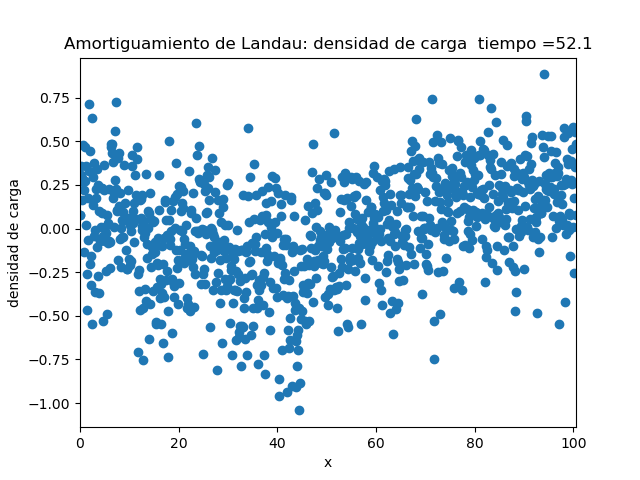 Amortiguamiento de Landau: densidad de carga  tiempo =52.1
densidad de carga
0.75
0.50
0.25
0.00
−0.25
−0.50
−0.75
−1.00
0 20 40 60 80 100
x